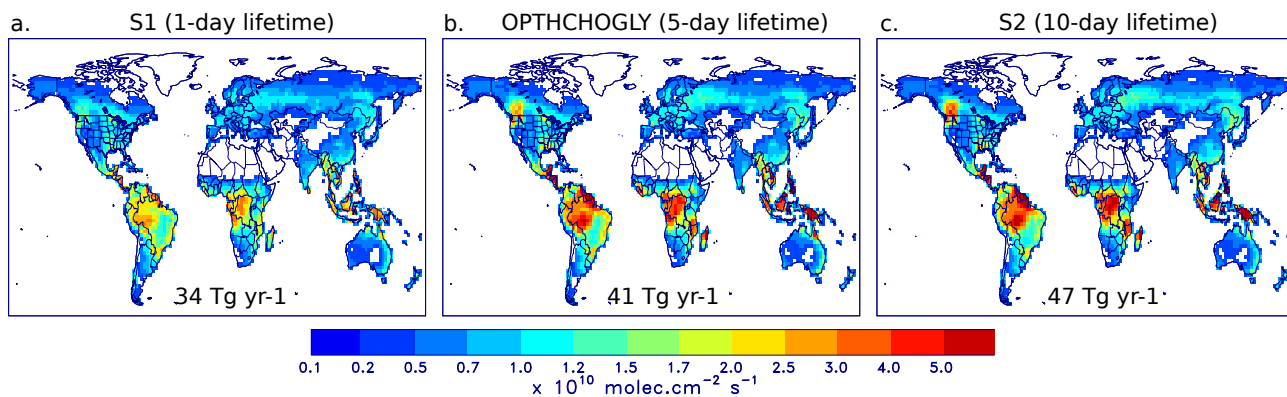 a. S1 (1-day lifetime)
b. OPTHCHOGLY (5-day lifetime)
c. S2 (10-day lifetime)
34 Tg yr-1
41 Tg yr-1
47 Tg yr-1
0.1 0.2 0.5 0.7 1.0 1.2 1.5 1.7 2.0 2.5 3.0 4.0 5.0
x 10¹⁰ molec.cm⁻² s⁻¹